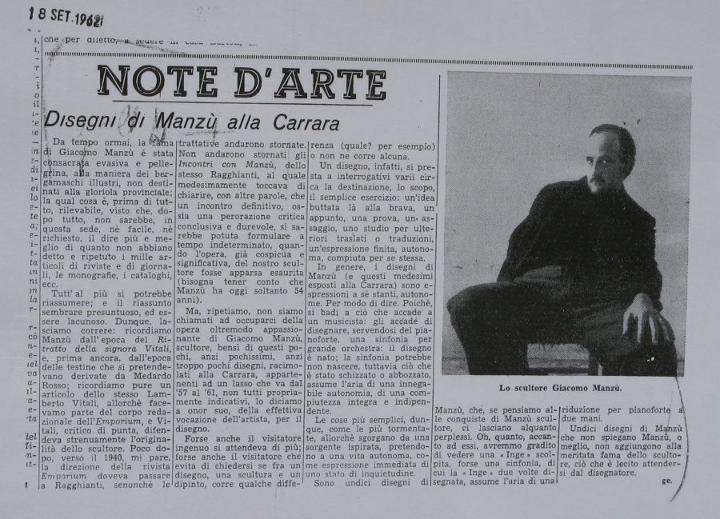 18 SET. 1962
che per diletto, a sedere in
NOTE D'ARTE
Disegni di Manzù alla Carrara
Da tempo ormai, la fama
di Giacomo Manzù è stata
consacrata evasiva e pelle-
grina, alla maniera dei ber-
gamaschi illustri, non desti-
nati alla gloriola provinciale;
la qual cosa è, prima di tut-
to, rilevabile, visto che, do-
po tutto, non sarebbe, in
questa sede, nè facile, nè
richiesto, il dire più e me-
glio di quanto non abbiano
detto e ripetuto i mille ar-
ticoli di riviste e di giorna-
li, le monografie, i cataloghi,
ecc.
Tutt'al più si potrebbe
riassumere; e il riassunto
sembrare presuntuoso, ed es-
sere lacunoso. Dunque, la-
sciamo correre: ricordiamo
Manzù dall'epoca del Ri-
tratto della signora Vitali,
e, prima ancora, dall'epoca
delle testine che si pretende-
vano derivate da Medardo
Rosso; ricordiamo pure un
articolo dello stesso Lam-
berto Vitali, allorchè face-
vamo parte del corpo reda-
zionale dell'Emporium, e Vi-
tali, critico di punta, difen-
deva strenuamente l'origina-
lità dello scultore. Poco do-
po, verso il 1940, mi pare,
la direzione della rivista
Emporium doveva passare
a Ragghianti, senonchè le
trattative andarono stornate.
Non andarono stornati gli
Incontri con Manzù, dello
stesso Ragghianti, al quale
medesimamente toccava di
chiarire, con altre parole, che
un incontro definitivo, os-
sia una perorazione critica
conclusiva e durevole, si sa-
rebbe potuta formulare a
tempo indeterminato, quan-
do l'opera, già cospicua e
significativa, del nostro scul-
tore fosse apparsa esaurita
(bisogna tener conto che
Manzù ha oggi soltanto 54
anni).
Ma, ripetiamo, non siamo
chiamati ad occuparci della
opera oltremodo appassio-
nante di Giacomo Manzù,
scultore, bensì di questi po-
chi, anzi pochissimi, anzi
troppo pochi disegni, racimo-
lati alla Carrara, apparte-
nenti ad un lasso che va dal
'57 al '61, non tutti propria-
mente indicativi, lo diciamo
a onor suo, della effettiva
vocazione dell'artista, per il
disegno.
Forse anche il visitatore
ingenuo si attendeva di più;
forse anche il visitatore che
evita di chiedersi se fra un
disegno, una scultura e un
dipinto, corre qualche diffe-
renza (quale? per esempio)
o non ne corre alcuna.
Un disegno, infatti, si pre-
sta a interrogativi varii cir-
ca la destinazione, lo scopo,
il semplice esercizio: un'idea
buttata là alla brava, un
appunto, una prova, un as-
saggio, uno studio per ulte-
riori traslati o traduzioni,
un'espressione finita, autono-
ma, compiuta per se stessa.
In genere, i disegni di
Manzù (e questi medesimi
esposti alla Carrara) sono e-
spressioni a sè stanti, autono-
me. Per modo di dire. Poichè,
si badi a ciò che accade a
un musicista: gli accade di
disegnare, servendosi del pia-
noforte, una sinfonia per
grande orchestra: il disegno
è nato; la sinfonia potrebbe
non nascere, tuttavia ciò che
è stato schizzato o abbozzato,
assume l'aria di una innega-
bile autonomia, di una com-
piutezza integra e indipen-
dente.
Le cose più semplici, dun-
que, come le più tormenta-
te, allorchè sgorgano da una
sorgente ispirata, pretendo-
no a una vita autonoma, co-
me espressione immediata di
uno stato di inquietudine.
Sono undici disegni di
Lo scultore Giacomo Manzù.
Manzù, che, se pensiamo al-
le conquiste di Manzù scul-
tore, ci lasciano alquanto
perplessi. Oh, quanto, accan-
to ad essi, avremmo gradito
di vedere una «Inge» scol-
pita, forse una sinfonia, di
cui la «Inge» due volte di-
segnata, assume l'aria di una
triduzione per pianoforte a
due mani.
Undici disegni di Manzù
che non spiegano Manzù, o
meglio, non aggiungono alla
meritata fama dello sculto-
re, ciò che è lecito attender-
si dal disegnatore.
ge.